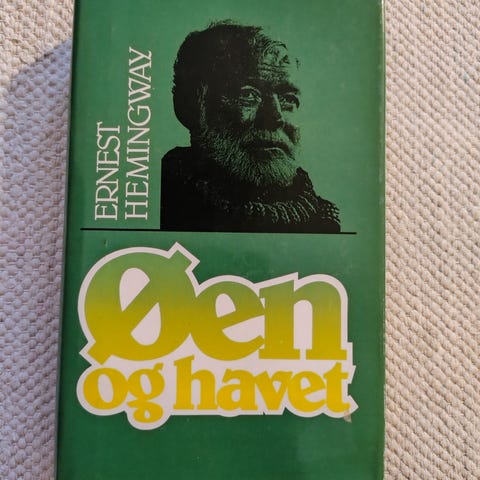 ERNEST
HEMINGWAY
Øen
og havet